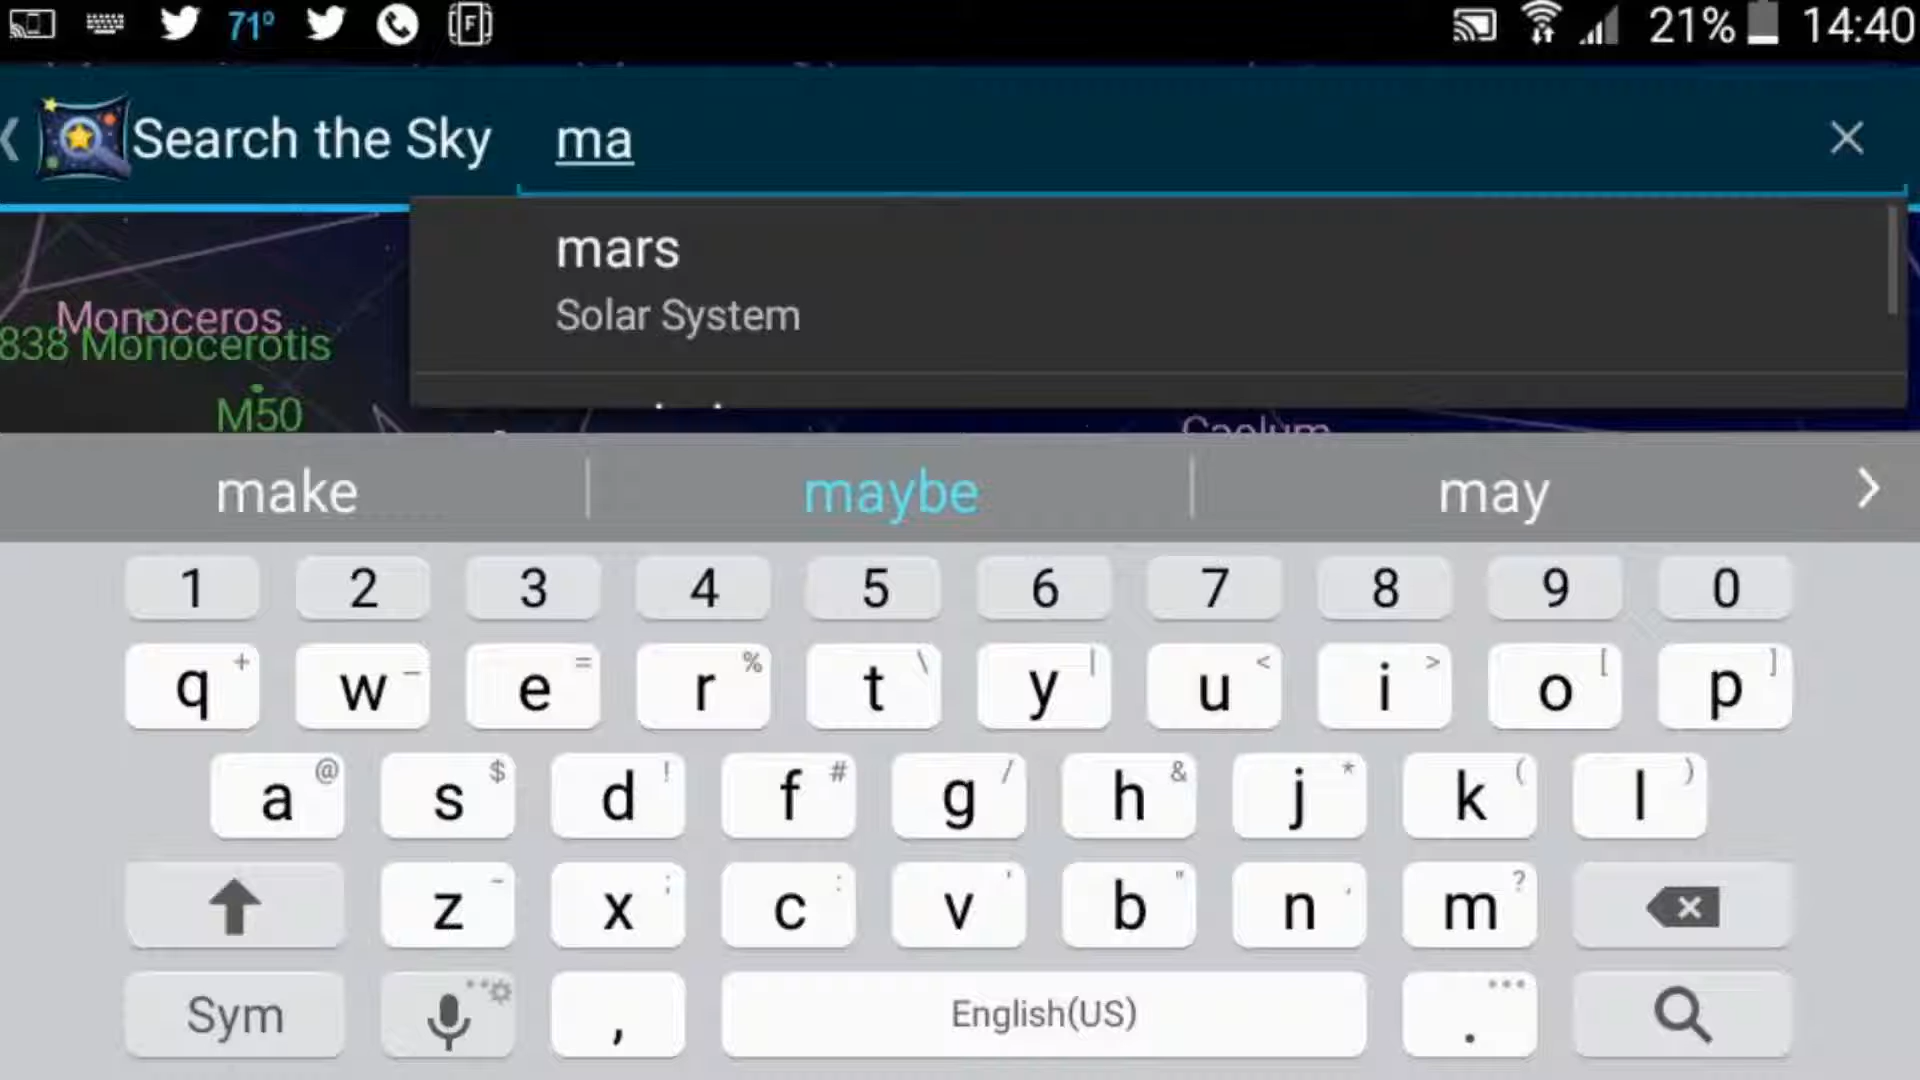 71° F 21% 14:40
Search the Sky ma
mars
Solar System
Monoceros
838 Monocerotis
M50
Caelum
make maybe may
1 2 3 4 5 6 7 8 9 0
q + w _ e = r % t \ y | u < i > o [ p ]
a @ s $ d ! f # g / h & j * k ( l )
z - x ; c : v ' b " n , m ?
Sym , English(US) .